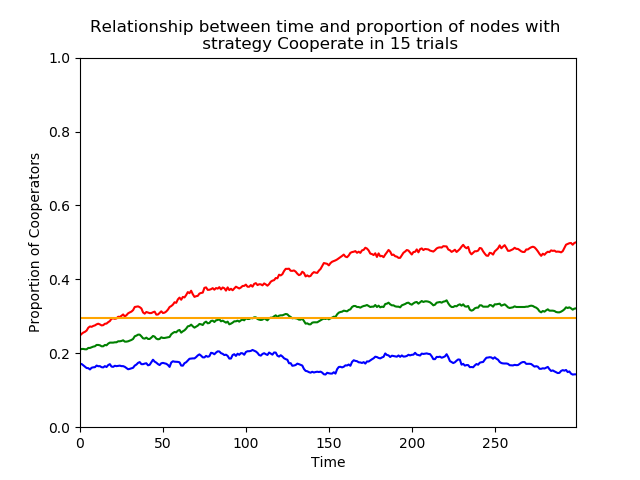 Relationship between time and proportion of nodes with
strategy Cooperate in 15 trials
1.0
0.8
0.6
0.4
0.2
0.0
Proportion of Cooperators
0 50 100 150 200 250
Time